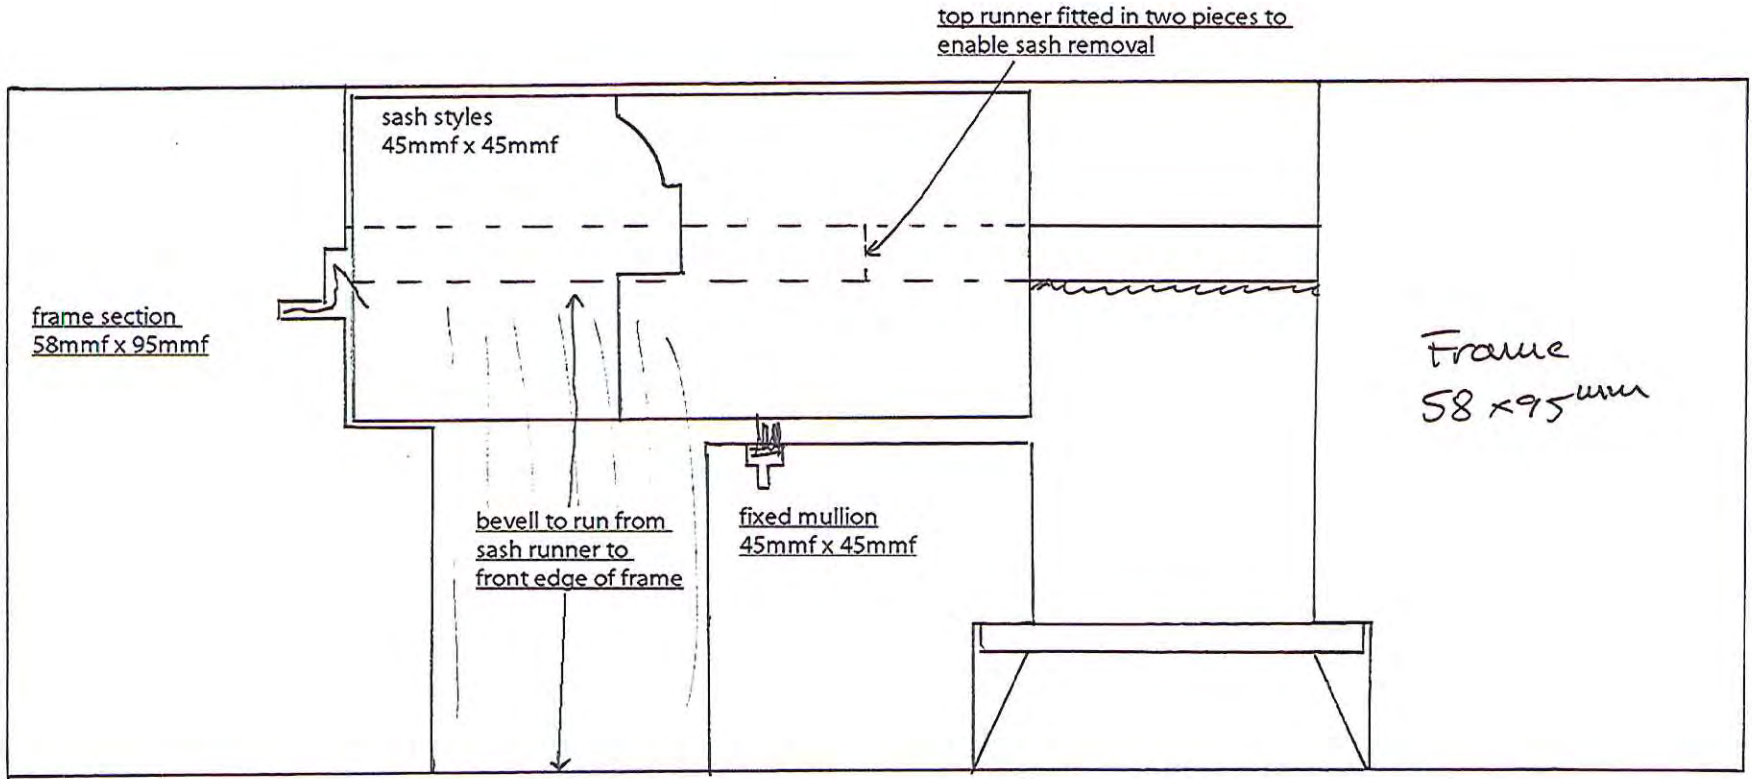 top runner fitted in two pieces to
enable sash removal
sash styles
45mmf x 45mmf
frame section
58mmf x 95mmf
Frame
58 x 95mm
bevell to run from
sash runner to
front edge of frame
fixed mullion
45mmf x 45mmf